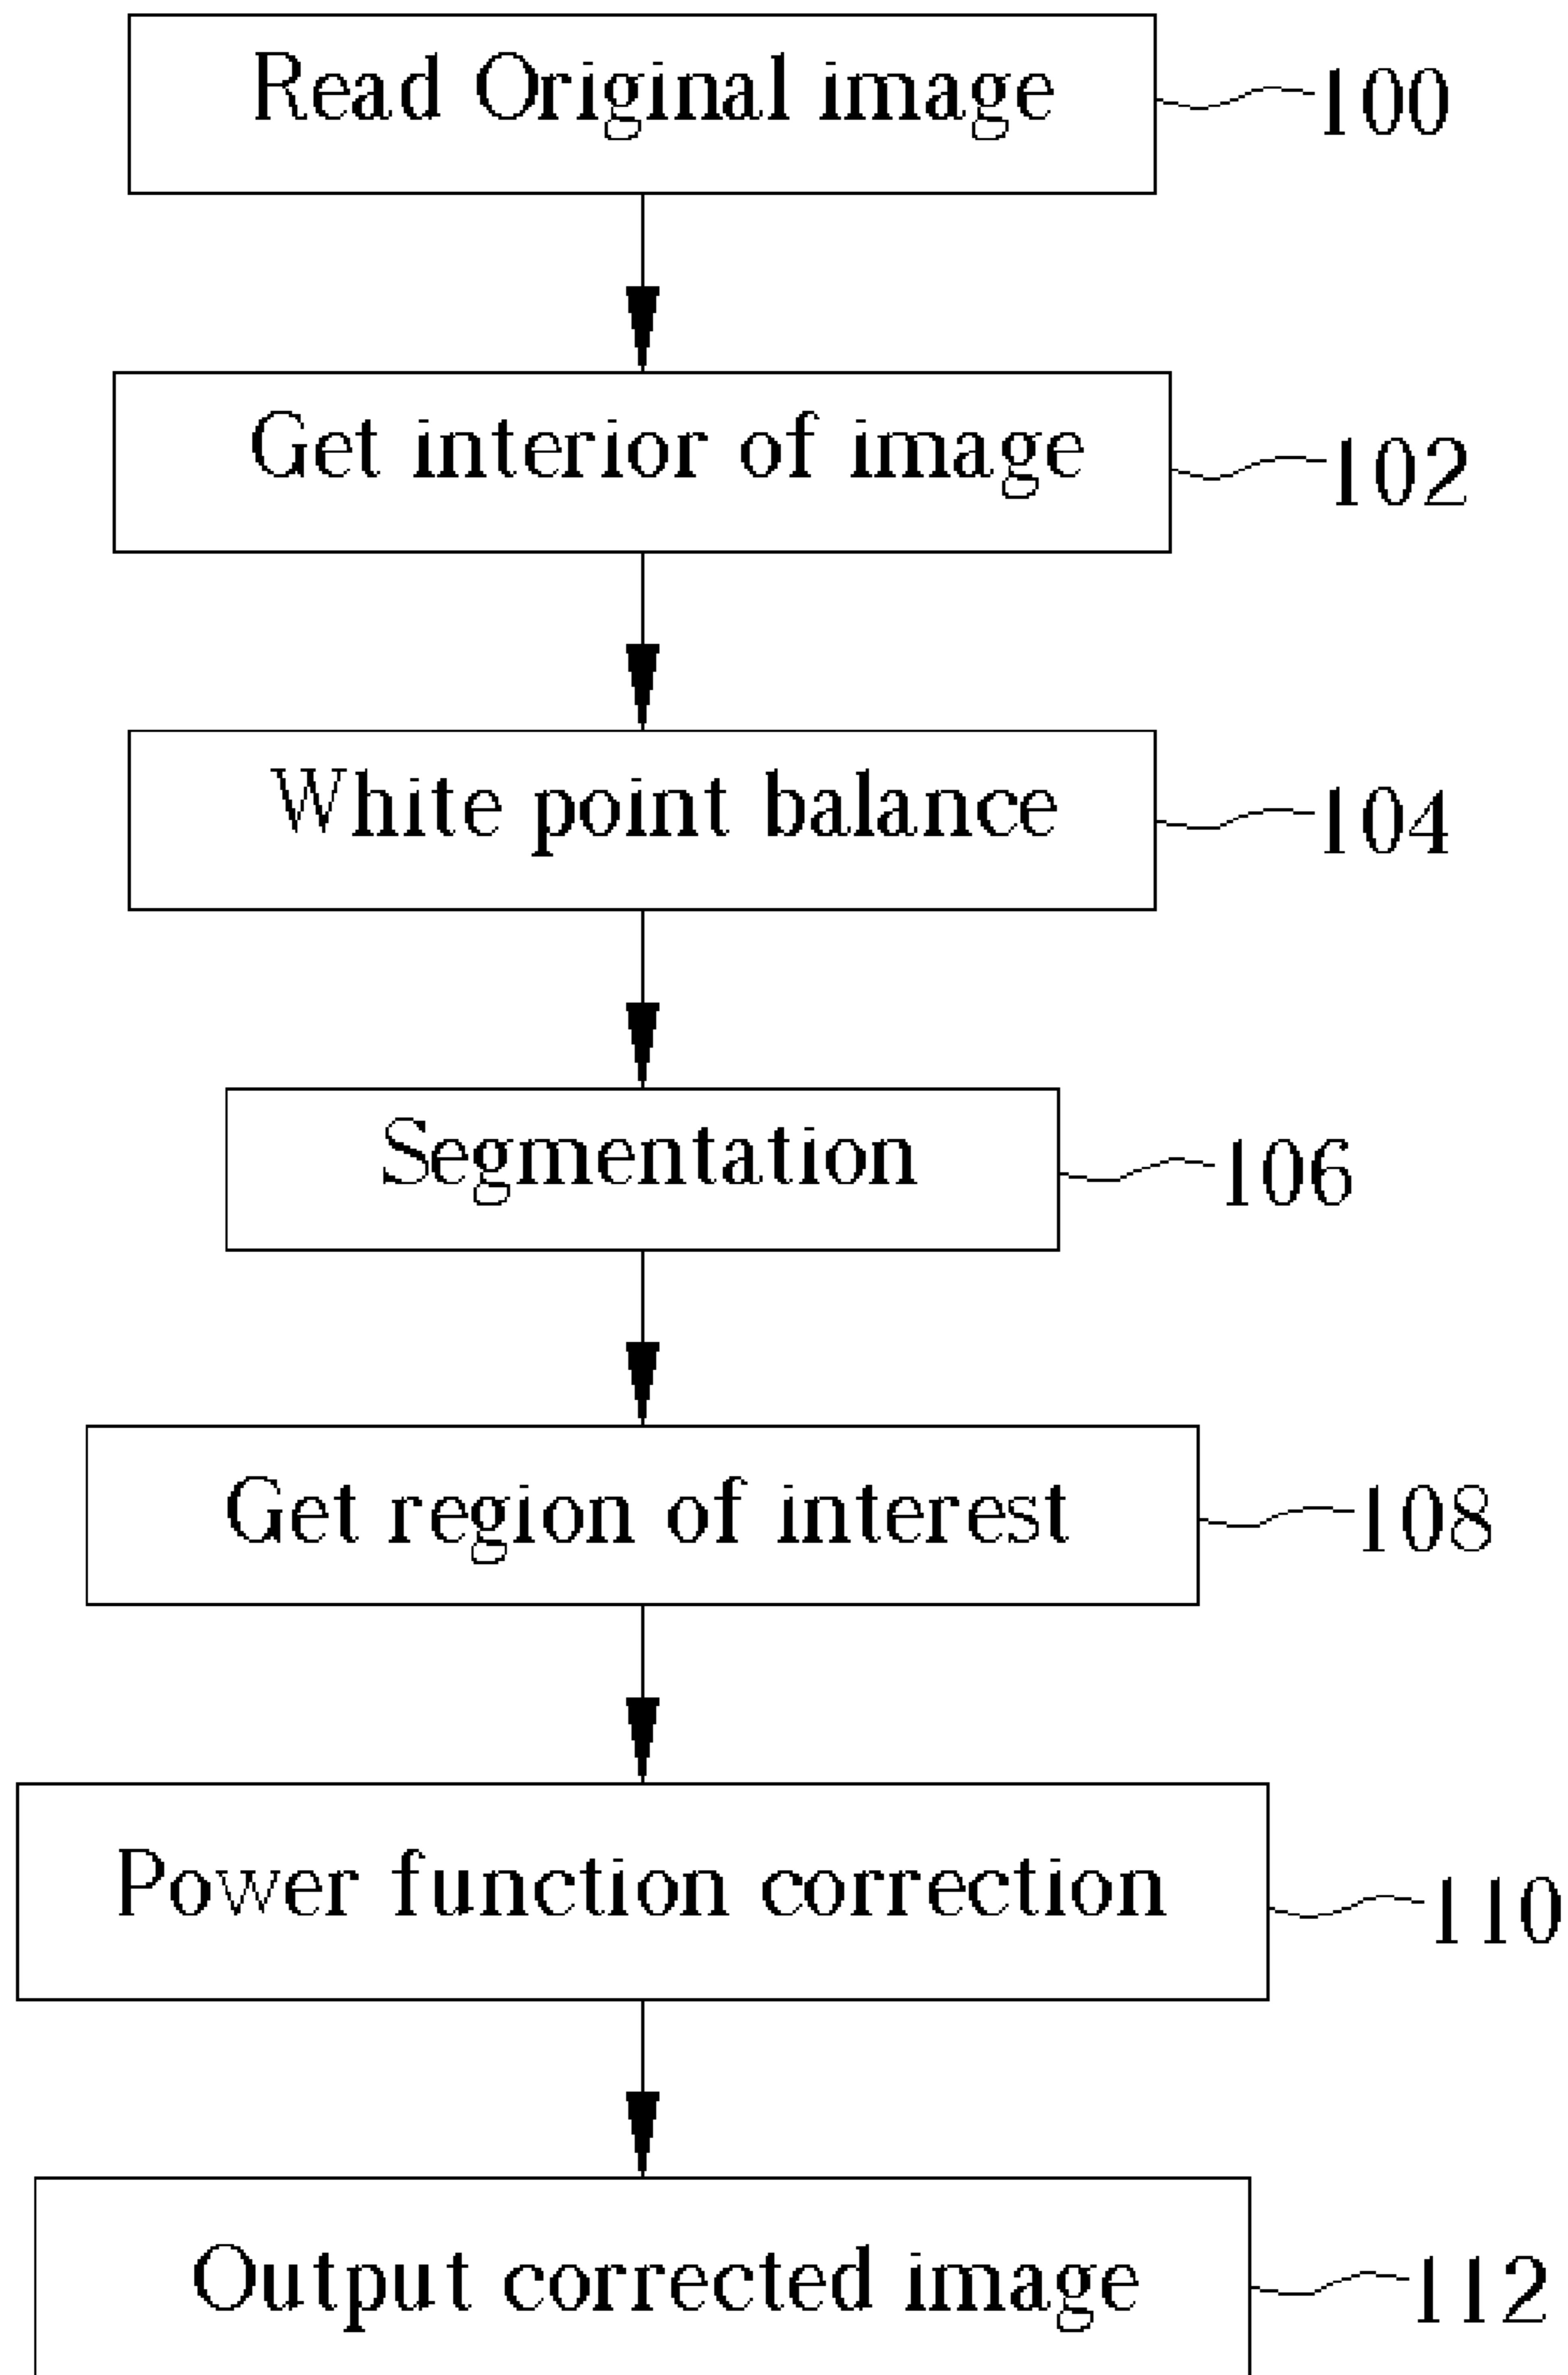 Read Original image 100
Get interior of image 102
White point balance 104
Segmentation 106
Get region of interest 108
Power function correction 110
Output corrected image 112